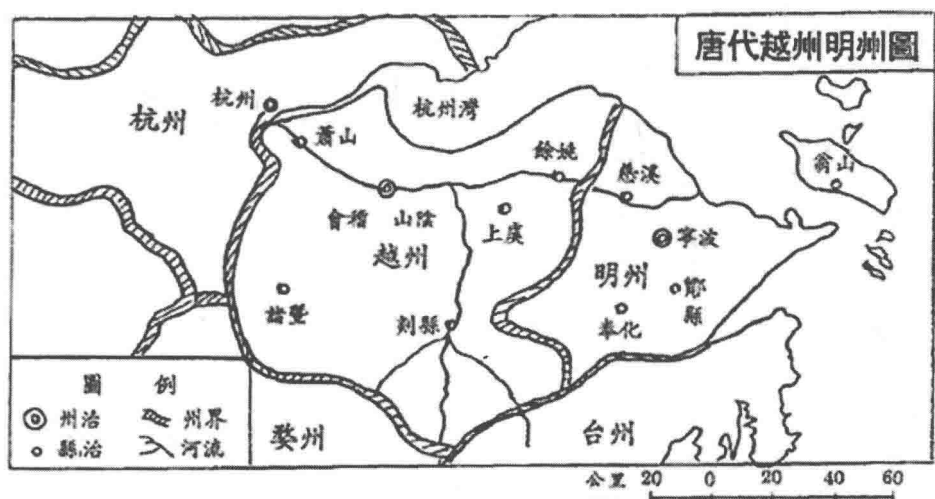 唐代越州明州圖
杭州
杭州
杭州灣
蕭山
餘姚
慈溪
翁山
會稽 山陰
上虞
寧波
越州
明州
鄮縣
諸暨
剡縣
奉化
圖 例
州治
州界
縣治
河流
婺州
台州
公里 20 0 20 40 60